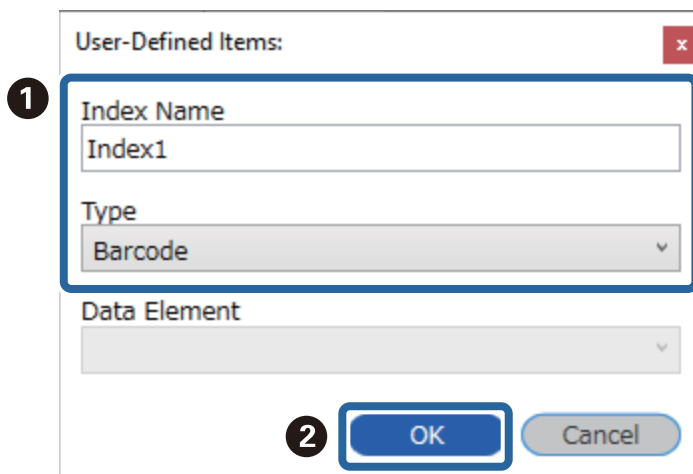 User-Defined Items:
x
1
Index Name
Index1
Type
Barcode
Data Element
2
OK
Cancel